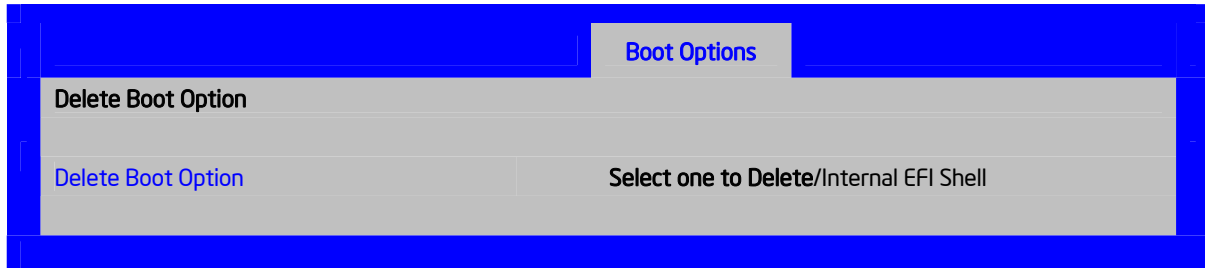 Boot Options
Delete Boot Option
Delete Boot Option Select one to Delete/Internal EFI Shell